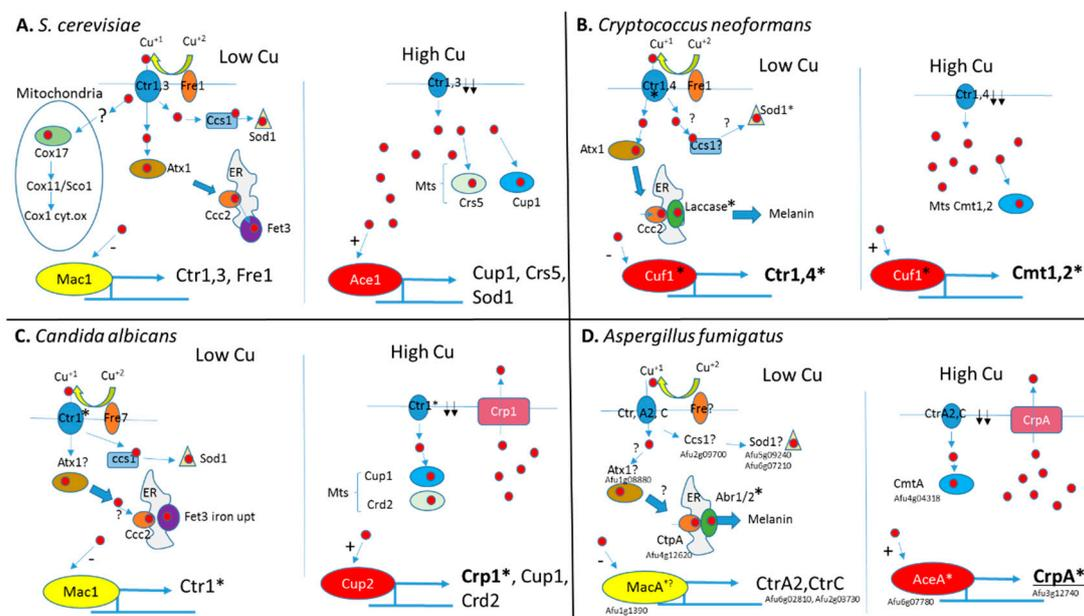 A. S. cerevisiae
Cu+1
Cu+2
Low Cu
Ctr1,3
Fre1
Mitochondria
?
Ccs1
Sod1
Cox17
Cox11/Sco1
Cox1 cyt.ox
Atx1
ER
Ccc2
Fet3
-
Mac1
Ctr1,3, Fre1
High Cu
Ctr1,3
Mts
Crs5
Cup1
+
Ace1
Cup1, Crs5,
Sod1
B. Cryptococcus neoformans
Cu+1
Cu+2
Low Cu
Ctr1,4
*
Fre1
?
?
Sod1*
Ccs1?
Atx1
ER
Laccase*
Melanin
Ccc2
-
Cuf1*
Ctr1,4*
High Cu
Ctr1,4
Mts Cmt1,2
+
Cuf1*
Cmt1,2*
C. Candida albicans
Low Cu
Cu+1
Cu+2
Ctr1*
Fre7
Atx1?
ccs1
Sod1
ER
?
Fet3 iron upt
Ccc2
-
Mac1
Ctr1*
High Cu
Ctr1*
Crp1
Cup1
Mts
Crd2
+
Cup2
Crp1*, Cup1,
Crd2
D. Aspergillus fumigatus
Cu+1
Cu+2
Low Cu
Ctr, A2, C
Fre?
?
Ccs1?
Afu2g09700
Sod1?
Afu5g09240
Afu6g07210
Atx1?
Afu1g08880
?
ER
Abr1/2*
Melanin
CtpA
Afu4g12620
-
MacA*?
Afu1g1390
CtrA2,CtrC
Afu6g02810, Afu2g03730
High Cu
CtrA2,C
CrpA
CmtA
Afu4g04318
+
AceA*
Afu6g07780
CrpA*
Afu3g12740